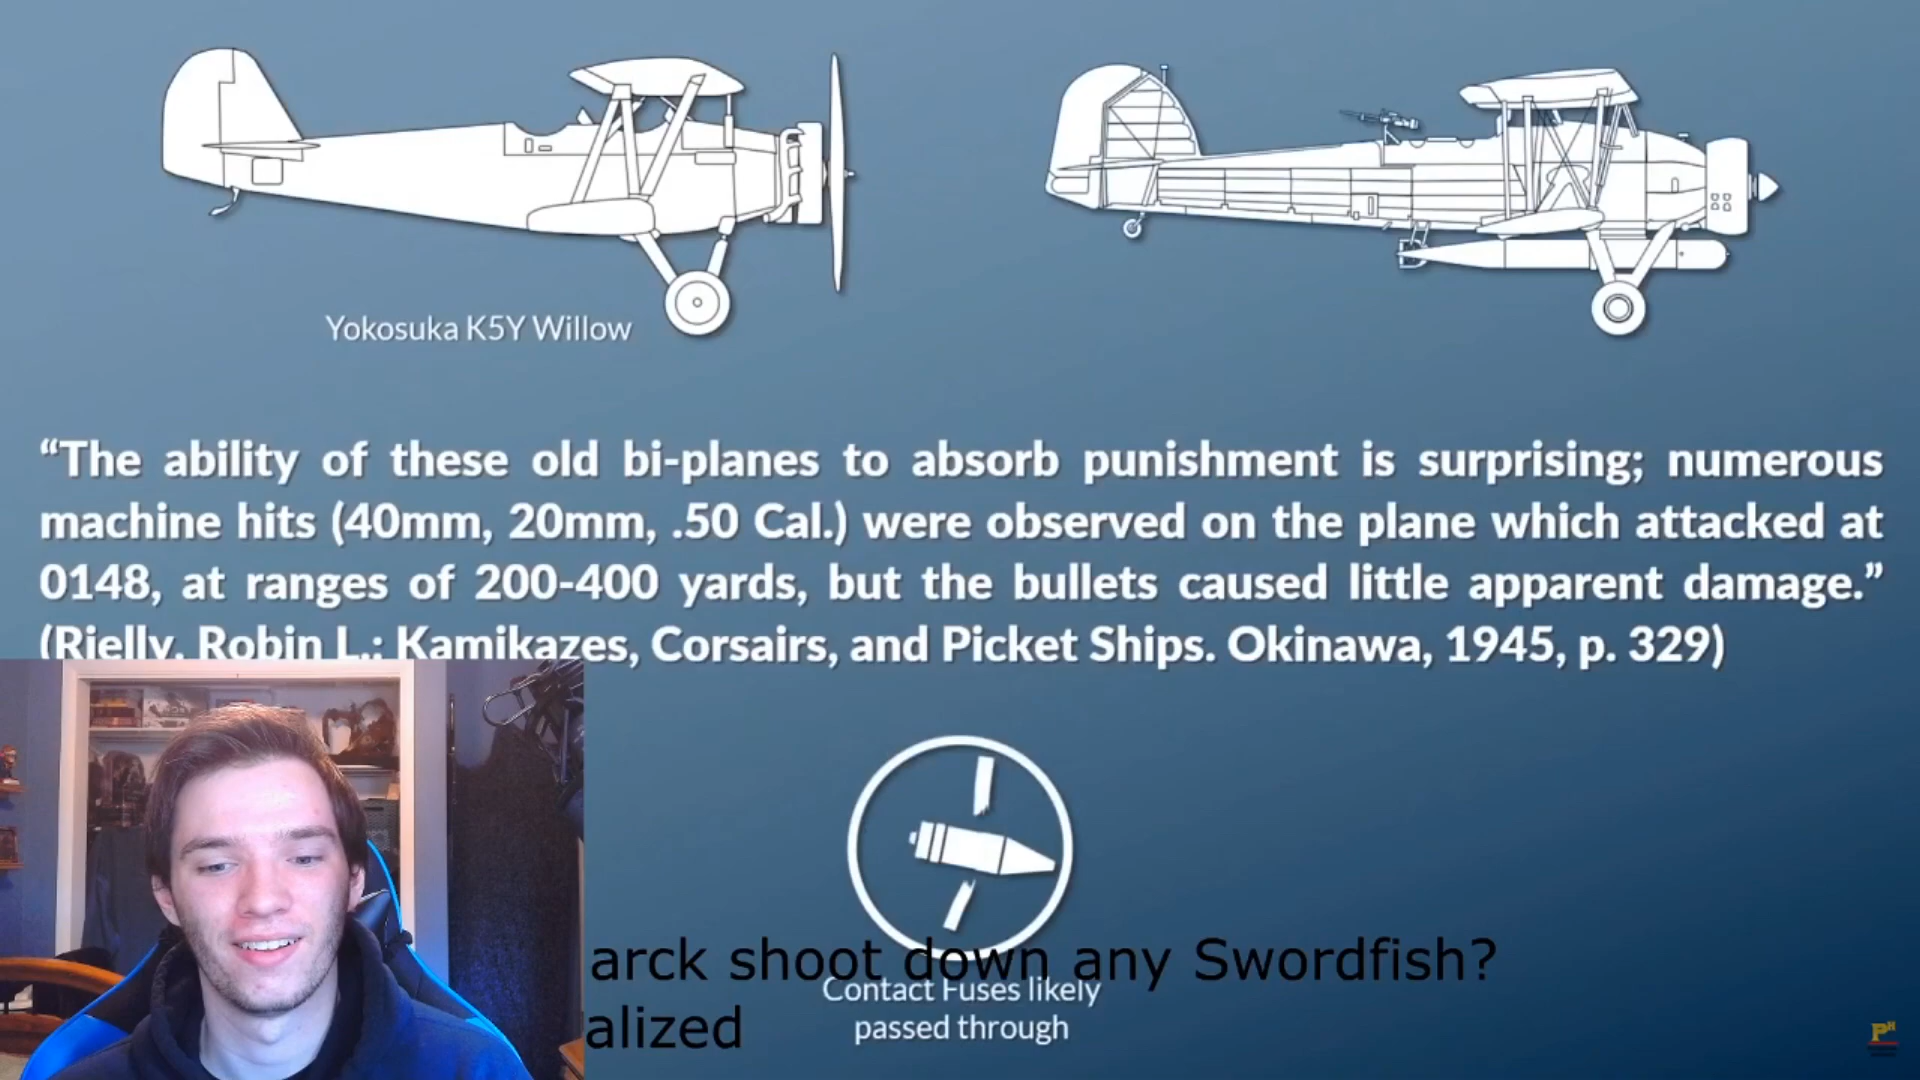 Yokosuka K5Y Willow
“The ability of these old bi-planes to absorb punishment is surprising; numerous
machine hits (40mm, 20mm, .50 Cal.) were observed on the plane which attacked at
0148, at ranges of 200-400 yards, but the bullets caused little apparent damage.”
(Rielly, Robin L.: Kamikazes, Corsairs, and Picket Ships. Okinawa, 1945, p. 329)
arck shoot down any Swordfish?
Contact Fuses likely
alized
passed through
PH